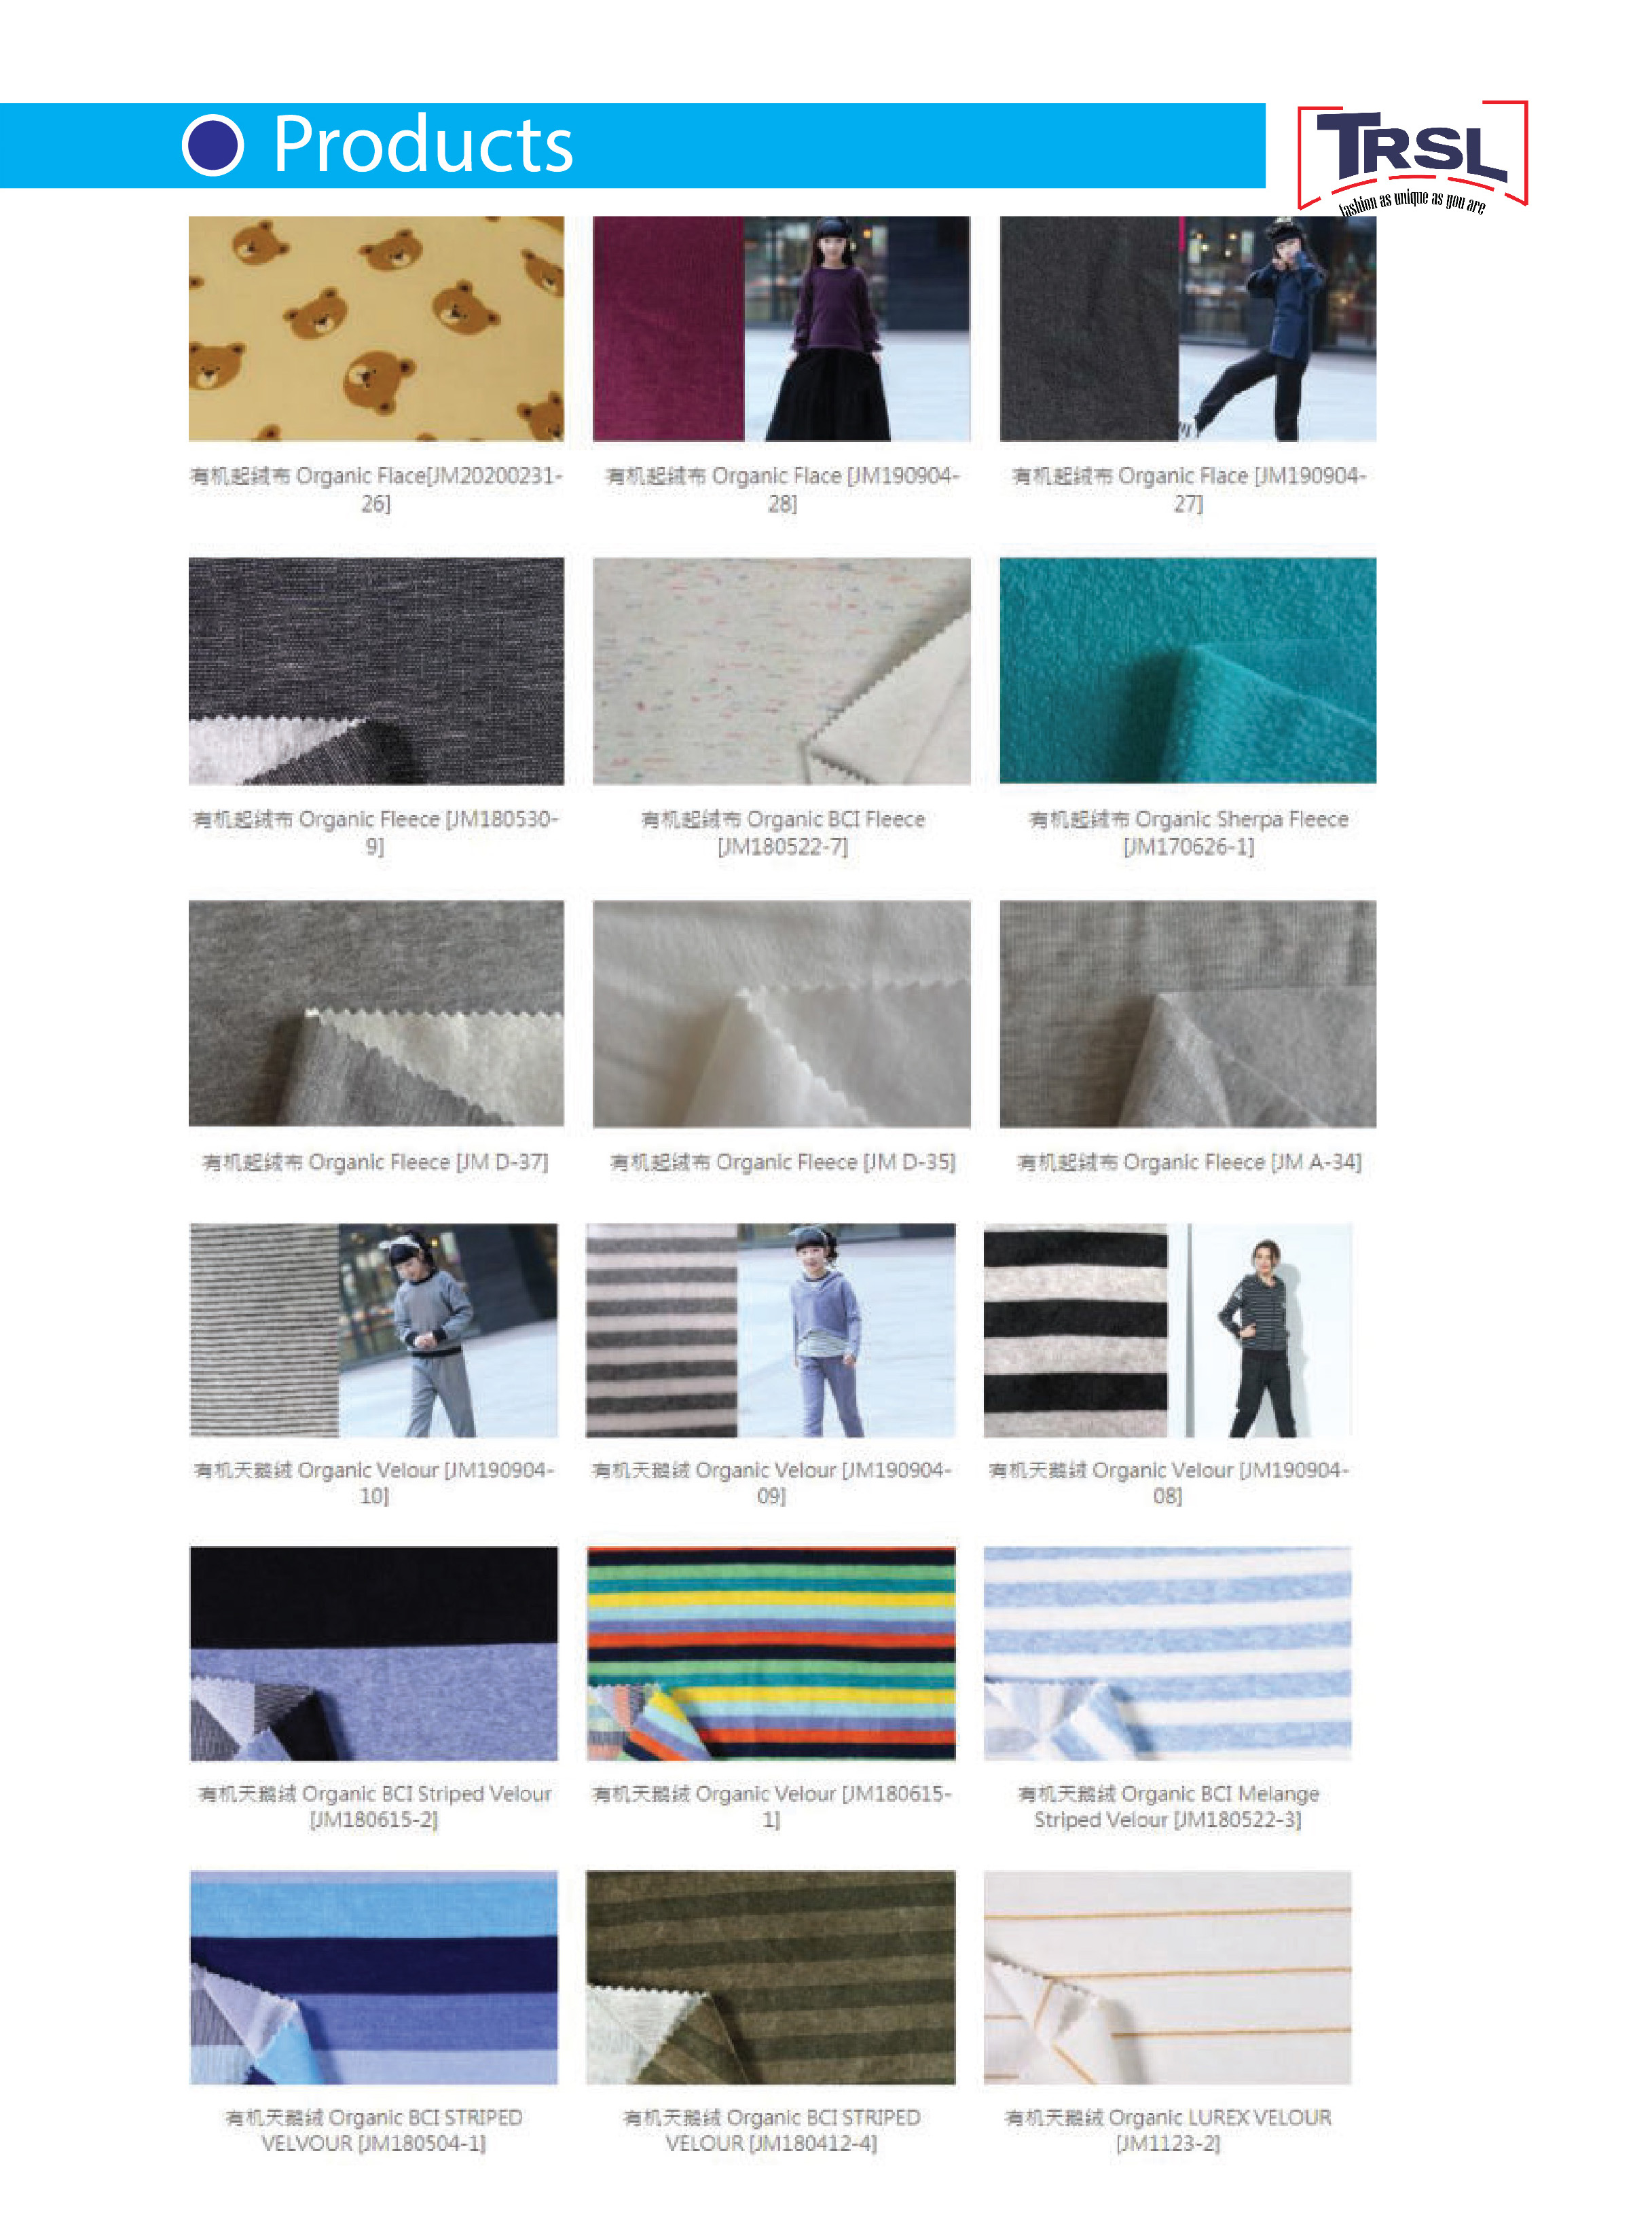 Products
TRSL
fashion as unique as you are
有机起绒布 Organic Flace[JM20200231-
26]
有机起绒布 Organic Flace [JM190904-
28]
有机起绒布 Organic Flace [JM190904-
27]
有机起绒布 Organic Fleece [JM180530-
9]
有机起绒布 Organic BCI Fleece
[JM180522-7]
有机起绒布 Organic Sherpa Fleece
[JM170626-1]
有机起绒布 Organic Fleece [JM D-37]
有机起绒布 Organic Fleece [JM D-35]
有机起绒布 Organic Fleece [JM A-34]
有机天鹅绒 Organic Velour [JM190904-
10]
有机天鹅绒 Organic Velour [JM190904-
09]
有机天鹅绒 Organic Velour [JM190904-
08]
有机天鹅绒 Organic BCI Striped Velour
[JM180615-2]
有机天鹅绒 Organic Velour [JM180615-
1]
有机天鹅绒 Organic BCI Melange
Striped Velour [JM180522-3]
有机天鹅绒 Organic BCI STRIPED
VELVOUR [JM180504-1]
有机天鹅绒 Organic BCI STRIPED
VELOUR [JM180412-4]
有机天鹅绒 Organic LUREX VELOUR
[JM1123-2]